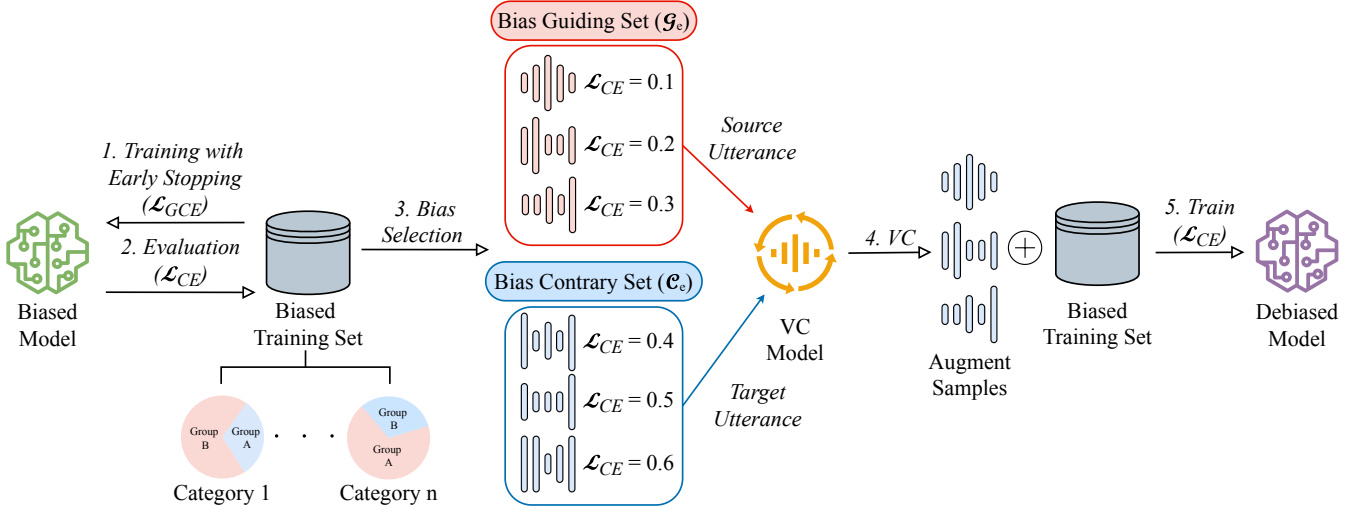 1. Training with
Early Stopping
(𝓛GCE)
2. Evaluation
(𝓛CE)
Biased
Model
Biased
Training Set
Group
B
Group
A
Category 1
. . .
Group
B
Group
A
Category n
3. Bias
Selection
Bias Guiding Set (𝓖e)
𝓛CE = 0.1
𝓛CE = 0.2
𝓛CE = 0.3
Bias Contrary Set (𝓒e)
𝓛CE = 0.4
𝓛CE = 0.5
𝓛CE = 0.6
Source
Utterance
Target
Utterance
VC
Model
4. VC
Augment
Samples
+
Biased
Training Set
5. Train
(𝓛CE)
Debiased
Model